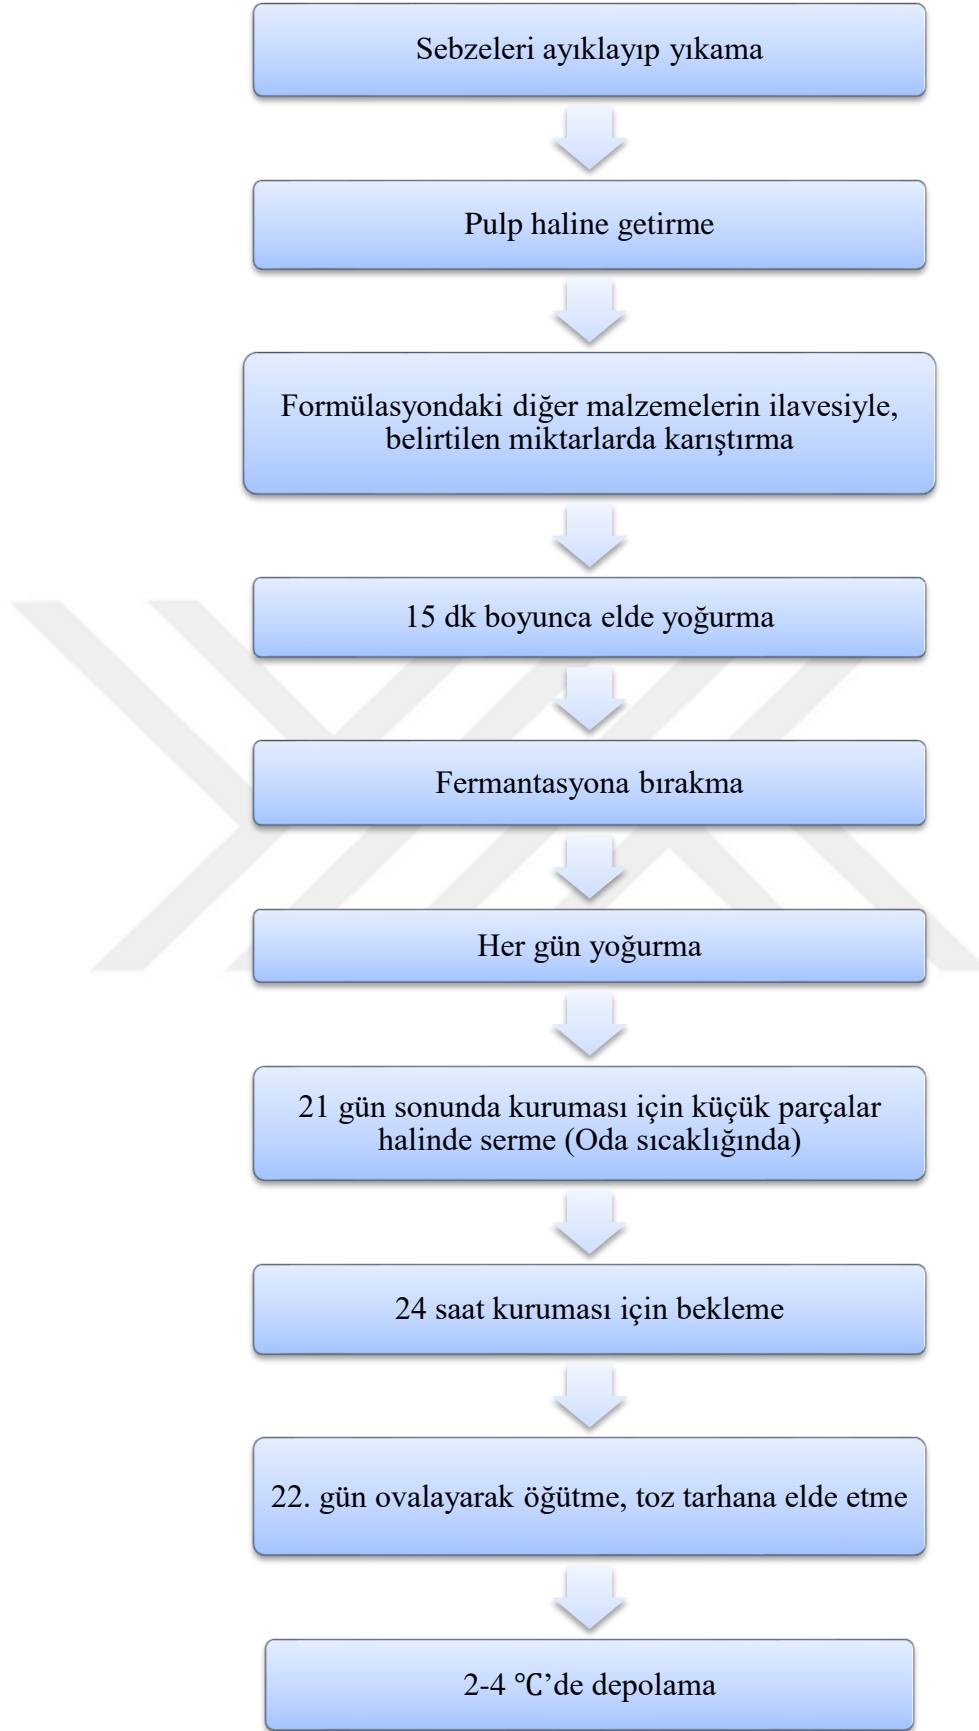 Sebzeleri ayıklayıp yıkama
Pulp haline getirme
Formülasyondaki diğer malzemelerin ilavesiyle,
belirtilen miktarlarda karıştırma
15 dk boyunca elde yoğurma
Fermantasyona bırakma
Her gün yoğurma
21 gün sonunda kuruması için küçük parçalar
halinde serme (Oda sıcaklığında)
24 saat kuruması için bekleme
22. gün ovalayarak öğütme, toz tarhana elde etme
2-4 ℃’de depolama